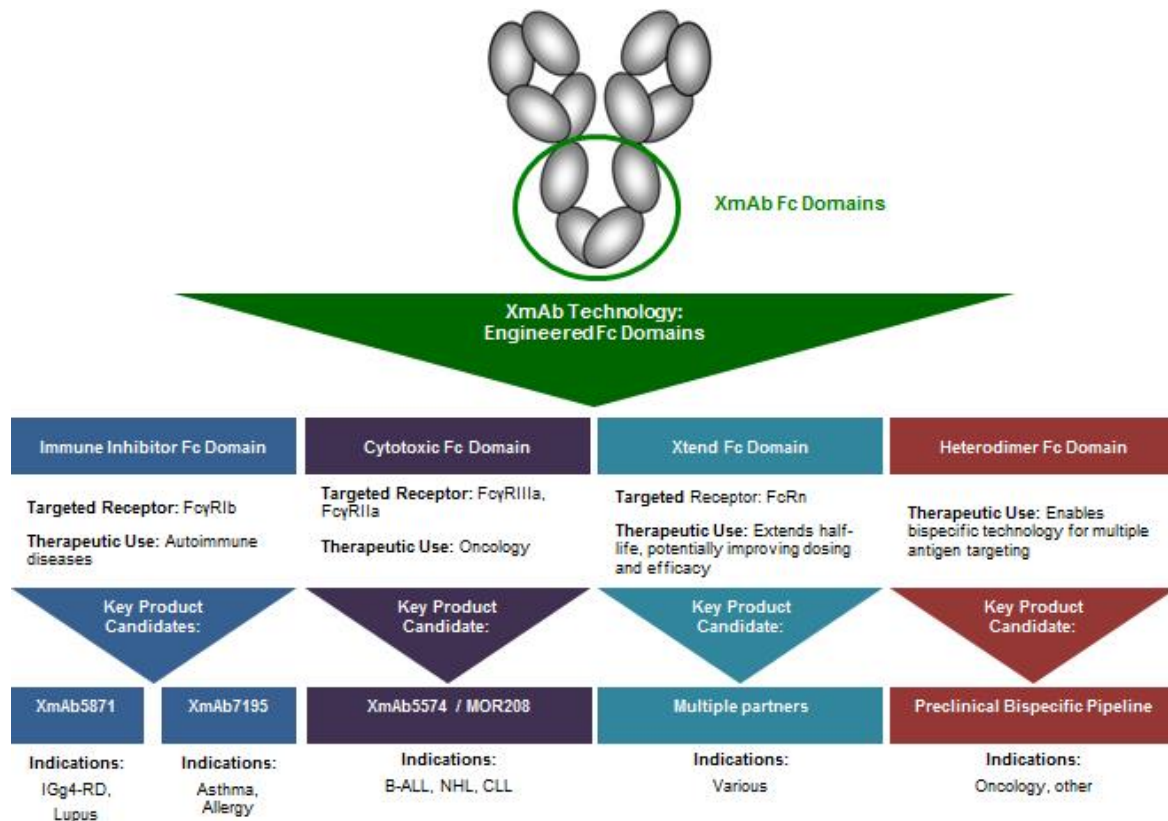 XmAb Fc Domains
XmAb Technology:
Engineered Fc Domains
Immune Inhibitor Fc Domain
Targeted Receptor: FcγRIb
Therapeutic Use: Autoimmune
diseases
Key Product
Candidates:
XmAb5871
Indications:
IGg4-RD,
Lupus
XmAb7195
Indications:
Asthma,
Allergy
Cytotoxic Fc Domain
Targeted Receptor: FcγRIIIa,
FcγRIIa
Therapeutic Use: Oncology
Key Product
Candidate:
XmAb5574 / MOR208
Indications:
B-ALL, NHL, CLL
Xtend Fc Domain
Targeted Receptor: FcRn
Therapeutic Use: Extends half-
life, potentially improving dosing
and efficacy
Key Product
Candidate:
Multiple partners
Indications:
Various
Heterodimer Fc Domain
Therapeutic Use: Enables
bispecific technology for multiple
antigen targeting
Key Product
Candidate:
Preclinical Bispecific Pipeline
Indications:
Oncology, other